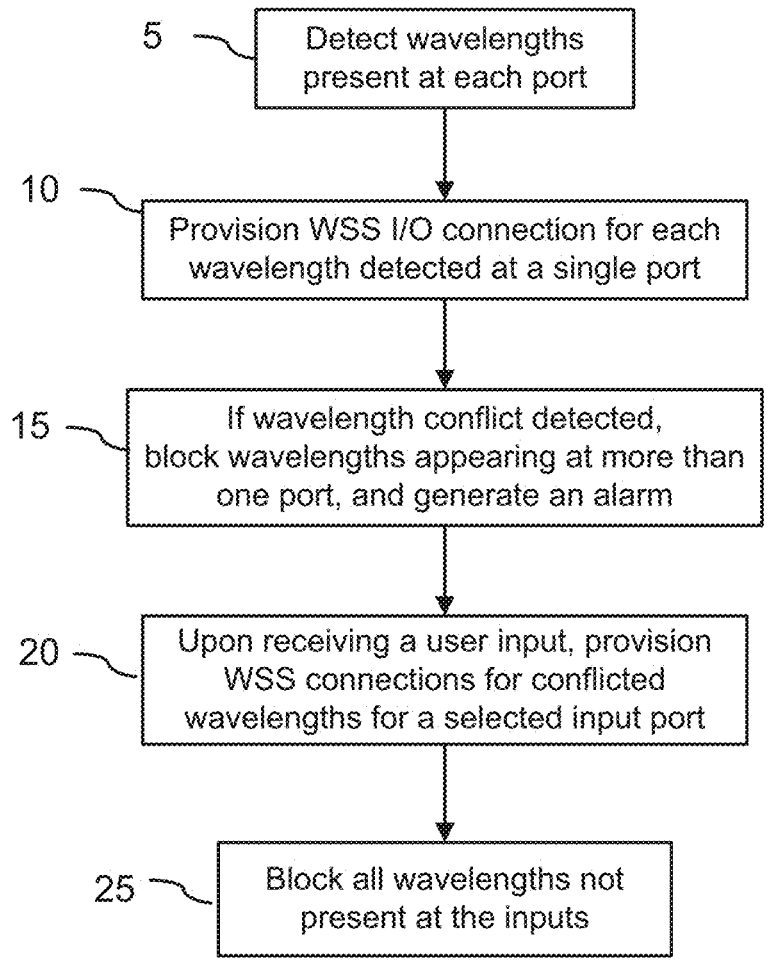 5
Detect wavelengths
present at each port
10
Provision WSS I/O connection for each
wavelength detected at a single port
15
If wavelength conflict detected,
block wavelengths appearing at more than
one port, and generate an alarm
20
Upon receiving a user input, provision
WSS connections for conflicted
wavelengths for a selected input port
25
Block all wavelengths not
present at the inputs